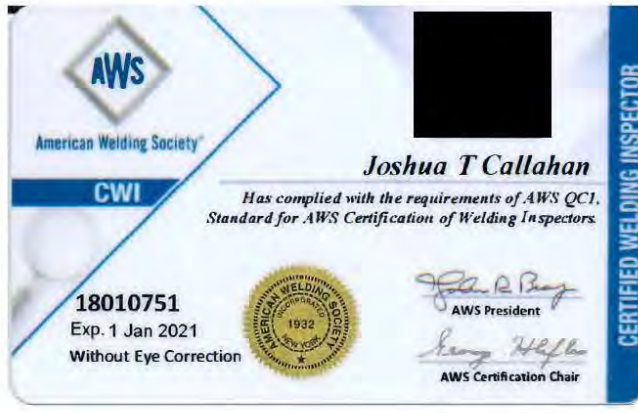 AWS
American Welding Society
CWI
Joshua T Callahan
Has complied with the requirements of AWS QC1,
Standard for AWS Certification of Welding Inspectors.
18010751
Exp. 1 Jan 2021
Without Eye Correction
AMERICAN WELDING SOCIETY
INCORPORATED
1932
NEW YORK
AWS President
AWS Certification Chair
CERTIFIED WELDING INSPECTOR